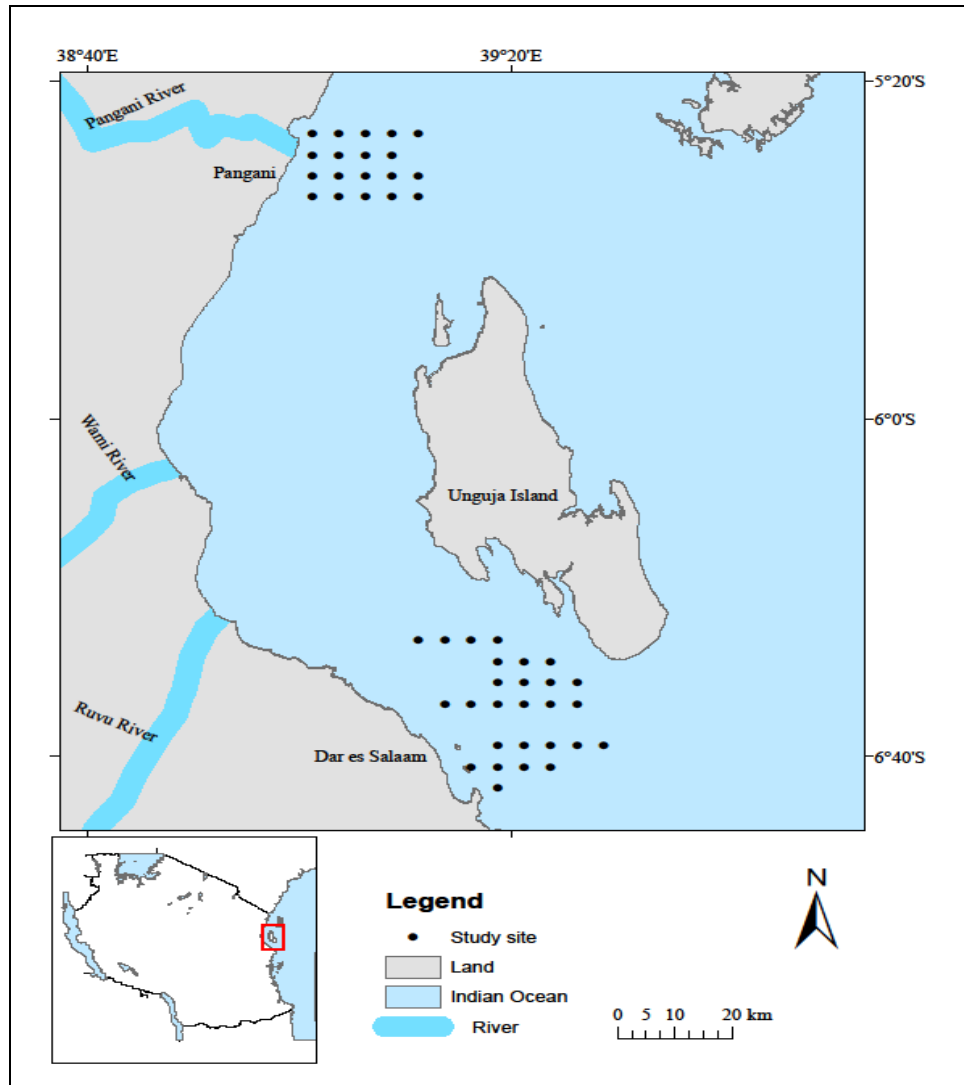 38°40'E
39°20'E
5°20'S
Pangani River
Pangani
6°0'S
Wami River
Unguja Island
Ruvu River
Dar es Salaam
6°40'S
N
Legend
Study site
Land
Indian Ocean
River
0 5 10 20 km